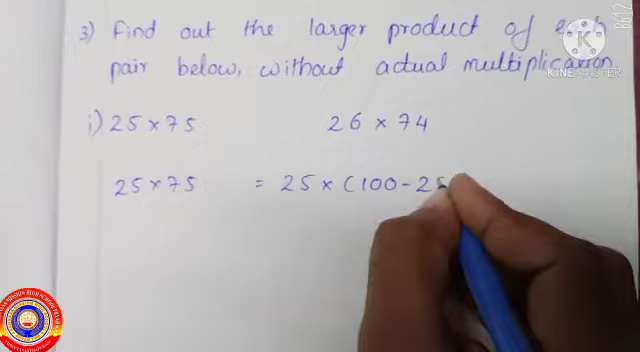 3) Find out the larger product of each
pair below, without actual multiplication.
i) 25 × 75 26 × 74
25 × 75 = 25 × (100 - 25
KINEMASTER